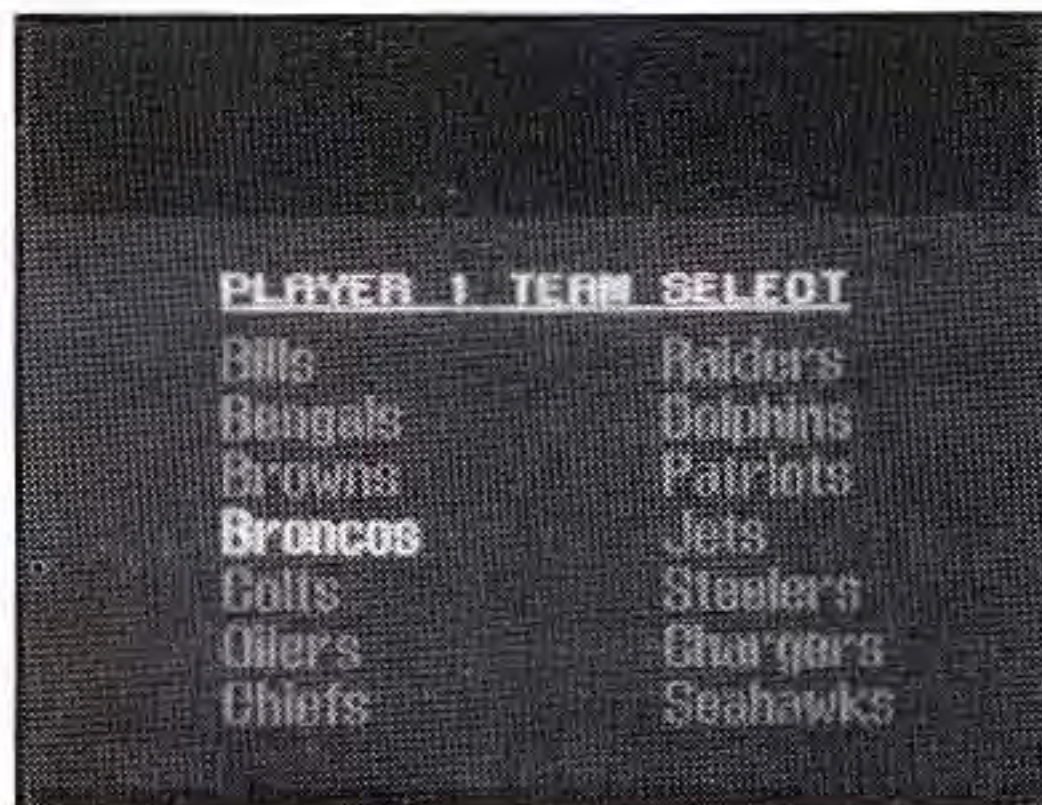 PLAYER 1 TEAM SELECT
Bills
Bengals
Browns
Broncos
Colts
Oilers
Chiefs
Raiders
Dolphins
Patriots
Jets
Steelers
Chargers
Seahawks